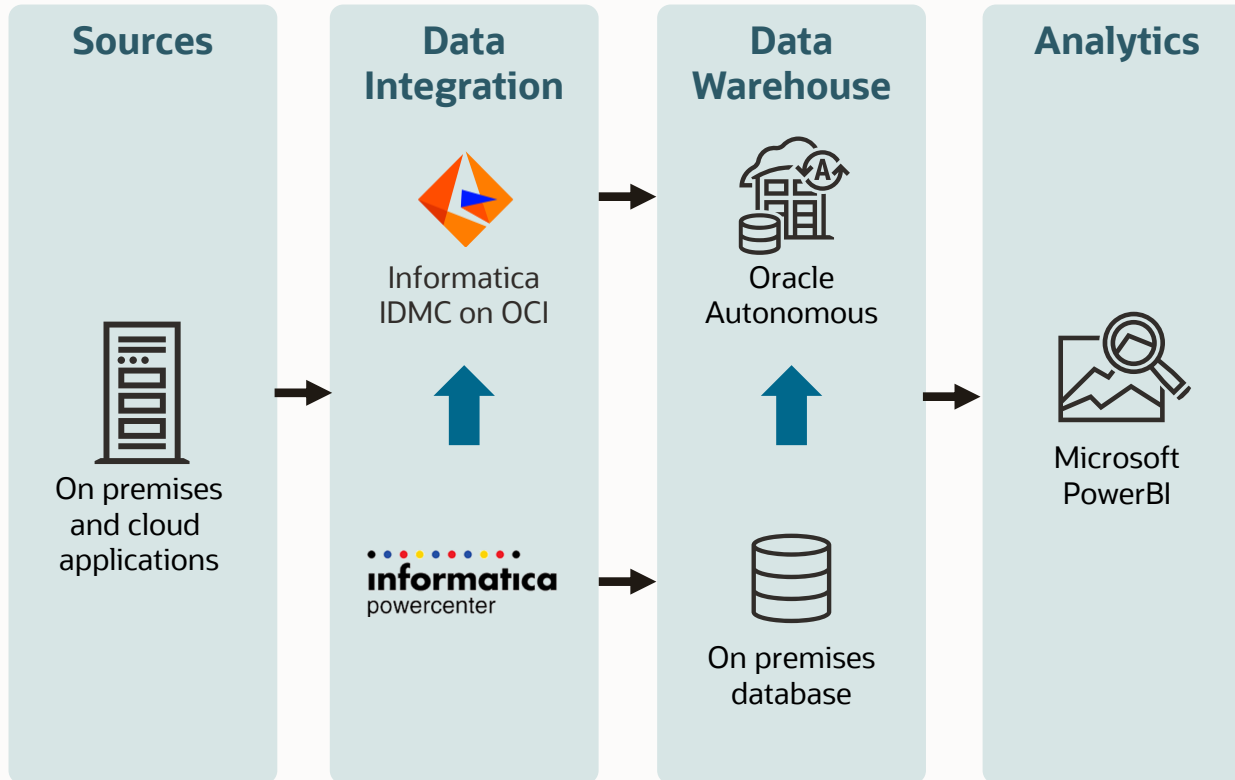 Sources
On premises
and cloud
applications
Data
Integration
Informatica
IDMC on OCI
ınformatıca
powercenter
Data
Warehouse
A
Oracle
Autonomous
On premises
database
Analytics
Microsoft
PowerBI